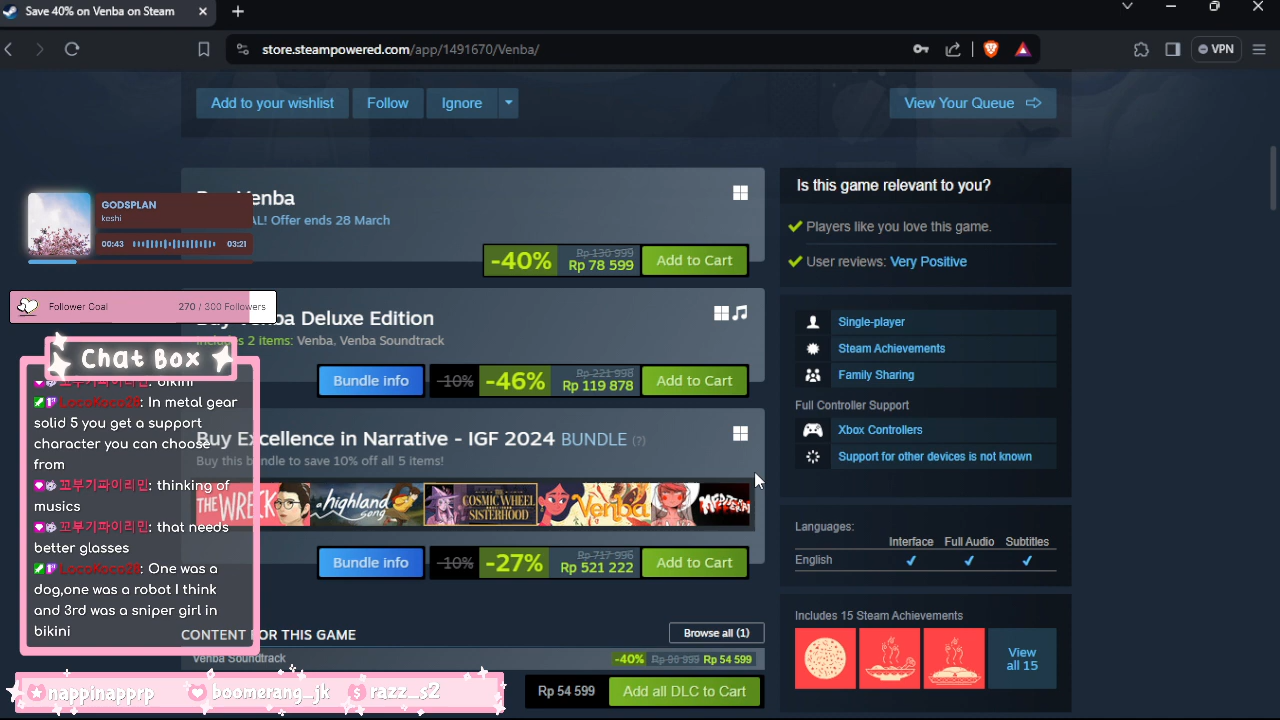 Save 40% on Venba on Steam
store.steampowered.com/app/1491670/Venba/
VPN
Add to your wishlist
Follow
Ignore
View Your Queue
Venba
AL! Offer ends 28 March
-40%
Rp 130 999
Rp 78 599
Add to Cart
GODSPLAN
keshi
00:43
03:21
Follower Goal
270 / 300 Followers
Deluxe Edition
Includes 2 items: Venba, Venba Soundtrack
Bundle info
-10%
-46%
Rp 221 998
Rp 119 878
Add to Cart
Buy Excellence in Narrative - IGF 2024 BUNDLE (?)
Buy this bundle to save 10% off all 5 items!
THE WRECK
a highland song
COSMIC WHEEL SISTERHOOD
Venba
MEDITERREA
Bundle info
-10%
-27%
Rp 717 996
Rp 521 222
Add to Cart
CONTENT FOR THIS GAME
Browse all (1)
Venba Soundtrack
-40%
Rp 90 999
Rp 54 599
Rp 54 599
Add all DLC to Cart
Chat Box
꼬부기파이리민: bikini
LocoKoco28: In metal gear
solid 5 you get a support
character you can choose
from
꼬부기파이리민: thinking of
musics
꼬부기파이리민: that needs
better glasses
LocoKoco28: One was a
dog,one was a robot I think
and 3rd was a sniper girl in
bikini
nappinapprp
boomerang_jk
razz_s2
Is this game relevant to you?
Players like you love this game.
User reviews: Very Positive
Single-player
Steam Achievements
Family Sharing
Full Controller Support
Xbox Controllers
Support for other devices is not known
Languages:
Interface Full Audio Subtitles
English
Includes 15 Steam Achievements
View
all 15